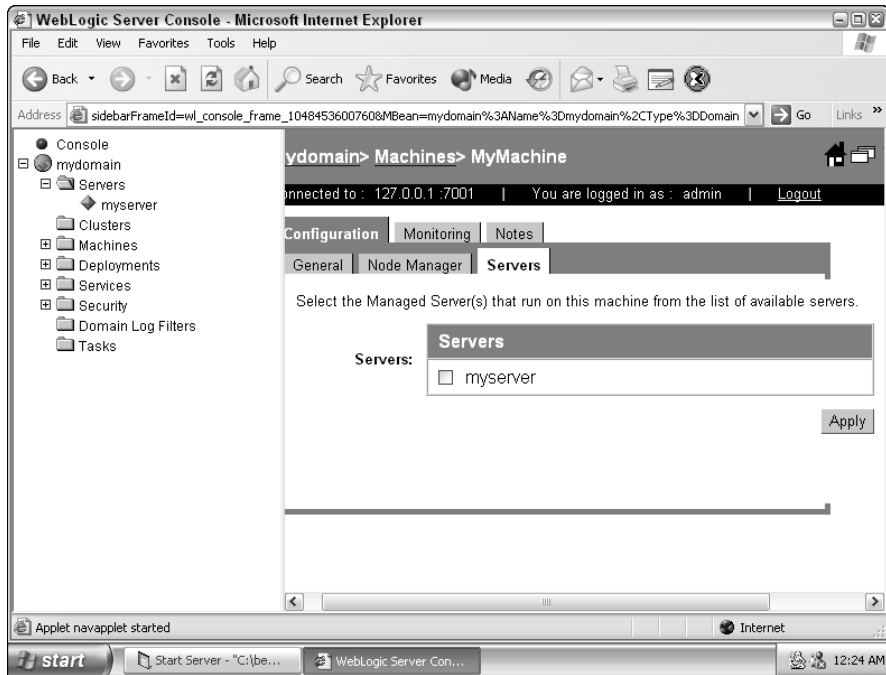 WebLogic Server Console - Microsoft Internet Explorer
File Edit View Favorites Tools Help
Back Search Favorites Media
Address sidebarFrameId=wl_console_frame_1048453600760&MBean=mydomain%3AName%3Dmydomain%2CType%3DDomain Go Links »
Console
mydomain
Servers
myserver
Clusters
Machines
Deployments
Services
Security
Domain Log Filters
Tasks
ydomain> Machines> MyMachine
onnected to : 127.0.0.1 :7001 | You are logged in as : admin | Logout
Configuration Monitoring Notes
General Node Manager Servers
Select the Managed Server(s) that run on this machine from the list of available servers.
Servers:
Servers
myserver
Apply
Applet navapplet started Internet
start Start Server - "C:\be... WebLogic Server Con... 12:24 AM